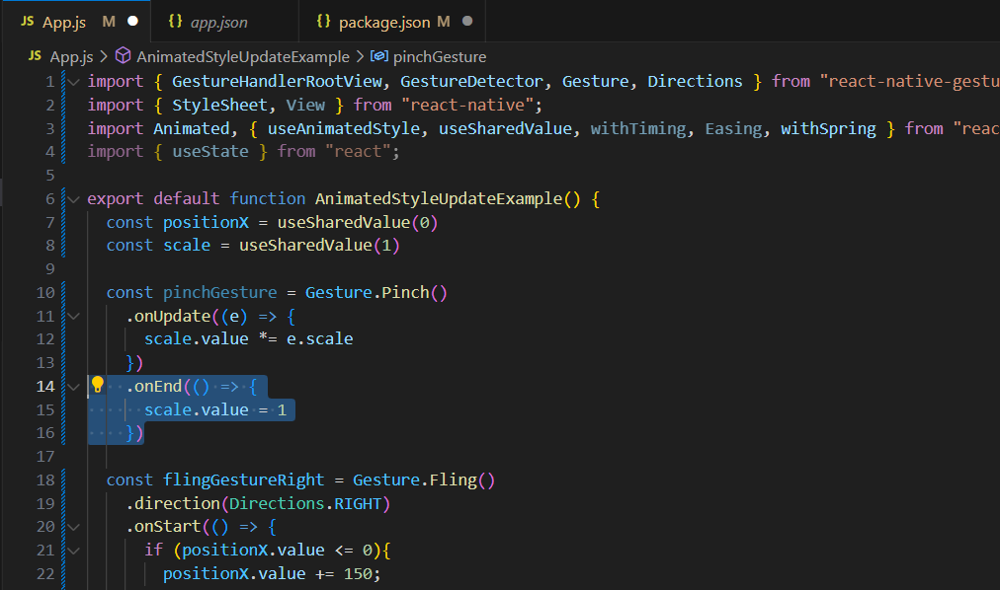 JS App.js M ● {} app.json {} package.json M ●
JS App.js > AnimatedStyleUpdateExample > pinchGesture
1 import { GestureHandlerRootView, GestureDetector, Gesture, Directions } from "react-native-gestu
2 import { StyleSheet, View } from "react-native";
3 import Animated, { useAnimatedStyle, useSharedValue, withTiming, Easing, withSpring } from "reac
4 import { useState } from "react";
5
6 export default function AnimatedStyleUpdateExample() {
7 const positionX = useSharedValue(0)
8 const scale = useSharedValue(1)
9
10 const pinchGesture = Gesture.Pinch()
11 .onUpdate((e) => {
12 scale.value *= e.scale
13 })
14 .onEnd(() => {
15 scale.value = 1
16 })
17
18 const flingGestureRight = Gesture.Fling()
19 .direction(Directions.RIGHT)
20 .onStart(() => {
21 if (positionX.value <= 0){
22 positionX.value += 150;